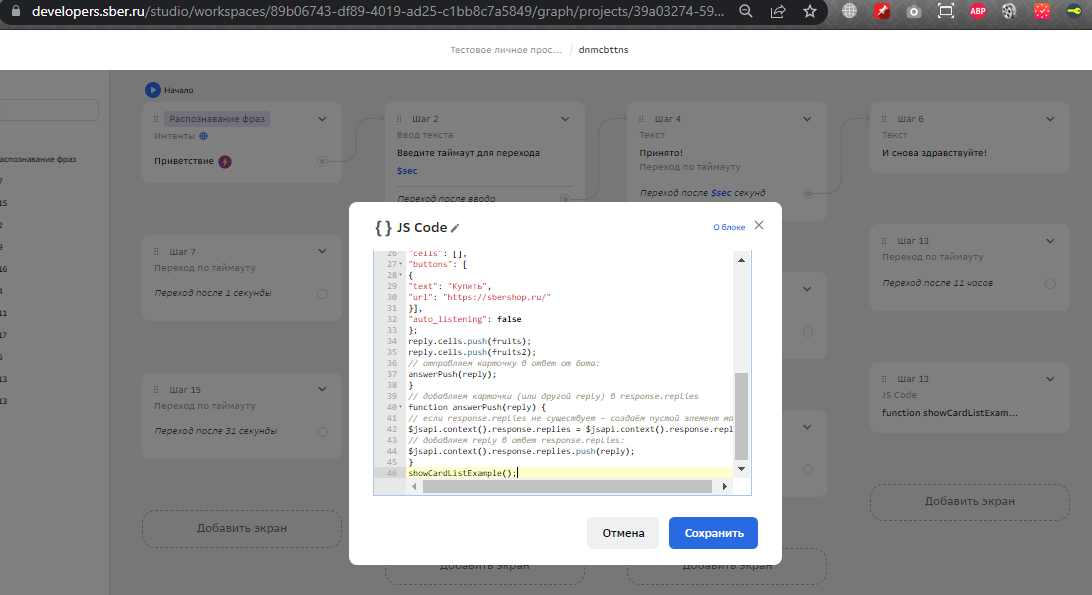 developers.sber.ru/studio/workspaces/89b06743-df89-4019-ad25-c1bb8c7a5849/graph/projects/39a03274-59...
ABP
Тестовое личное прос... / dnmcbttns
Начало
Распознавание фраз
Интенты
Приветствие
Шаг 2
Ввод текста
Введите таймаут для перехода
$sec
Переход после ввода
Шаг 4
Текст
Принято!
Переход по таймауту
Переход после $sec секунд
Шаг 6
Текст
И снова здравствуйте!
аспознавание фраз
7
15
2
9
16
4
11
17
5
13
13
Шаг 7
Переход по таймауту
Переход после 1 секунды
Шаг 15
Переход по таймауту
Переход после 31 секунды
Добавить экран
Шаг 13
Переход по таймауту
Переход после 11 часов
Шаг 13
JS Code
function showCardListExam...
Добавить экран
Добавить экран
Добавить экран
{ } JS Code
О блоке
26 "cells": [],
27 "buttons": [
28 {
29 "text": "Купить",
30 "url": "https://sbershop.ru/"
31 }],
32 "auto_listening": false
33 };
34 reply.cells.push(fruits);
35 reply.cells.push(fruits2);
36 // отправляем карточку в ответ от бота:
37 answerPush(reply);
38 }
39 // добавляем карточки (или другой reply) в response.replies
40 function answerPush(reply) {
41 // если response.replies не существует - создаём пустой элемент мо
42 $jsapi.context().response.replies = $jsapi.context().response.repl
43 // добавляем reply в ответ response.replies:
44 $jsapi.context().response.replies.push(reply);
45 }
46 showCardListExample();
Отмена
Сохранить